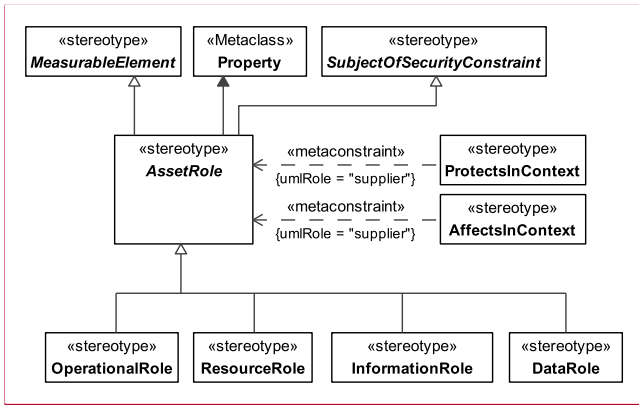 «stereotype»
MeasurableElement
«Metaclass»
Property
«stereotype»
SubjectOfSecurityConstraint
«stereotype»
AssetRole
«metaconstraint»
{umlRole = "supplier"}
«stereotype»
ProtectsInContext
«metaconstraint»
{umlRole = "supplier"}
«stereotype»
AffectsInContext
«stereotype»
OperationalRole
«stereotype»
ResourceRole
«stereotype»
InformationRole
«stereotype»
DataRole